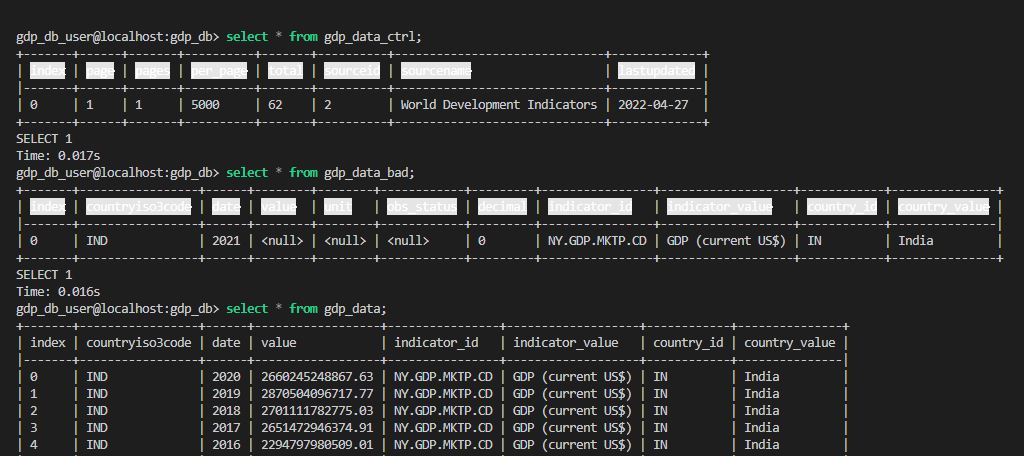 gdp_db_user@localhost:gdp_db> select * from gdp_data_ctrl;
+-------+------+-------+----------+-------+----------+------------------------------+-------------+
| index | page | pages | per_page | total | sourceid | sourcename                   | lastupdated |
|-------+------+-------+----------+-------+----------+------------------------------+-------------|
| 0     | 1    | 1     | 5000     | 62    | 2        | World Development Indicators | 2022-04-27  |
+-------+------+-------+----------+-------+----------+------------------------------+-------------+
SELECT 1
Time: 0.017s
gdp_db_user@localhost:gdp_db> select * from gdp_data_bad;
+-------+-----------------+------+--------+--------+------------+---------+----------------+-------------------+------------+---------------+
| index | countryiso3code | date | value  | unit   | obs_status | decimal | indicator_id   | indicator_value   | country_id | country_value |
|-------+-----------------+------+--------+--------+------------+---------+----------------+-------------------+------------+---------------|
| 0     | IND             | 2021 | <null> | <null> | <null>     | 0       | NY.GDP.MKTP.CD | GDP (current US$) | IN         | India         |
+-------+-----------------+------+--------+--------+------------+---------+----------------+-------------------+------------+---------------+
SELECT 1
Time: 0.016s
gdp_db_user@localhost:gdp_db> select * from gdp_data;
+-------+-----------------+------+------------------+----------------+-------------------+------------+---------------+
| index | countryiso3code | date | value            | indicator_id   | indicator_value   | country_id | country_value |
|-------+-----------------+------+------------------+----------------+-------------------+------------+---------------|
| 0     | IND             | 2020 | 2660245248867.63 | NY.GDP.MKTP.CD | GDP (current US$) | IN         | India         |
| 1     | IND             | 2019 | 2870504096717.77 | NY.GDP.MKTP.CD | GDP (current US$) | IN         | India         |
| 2     | IND             | 2018 | 2701111782775.03 | NY.GDP.MKTP.CD | GDP (current US$) | IN         | India         |
| 3     | IND             | 2017 | 2651472946374.91 | NY.GDP.MKTP.CD | GDP (current US$) | IN         | India         |
| 4     | IND             | 2016 | 2294797980509.01 | NY.GDP.MKTP.CD | GDP (current US$) | IN         | India         |